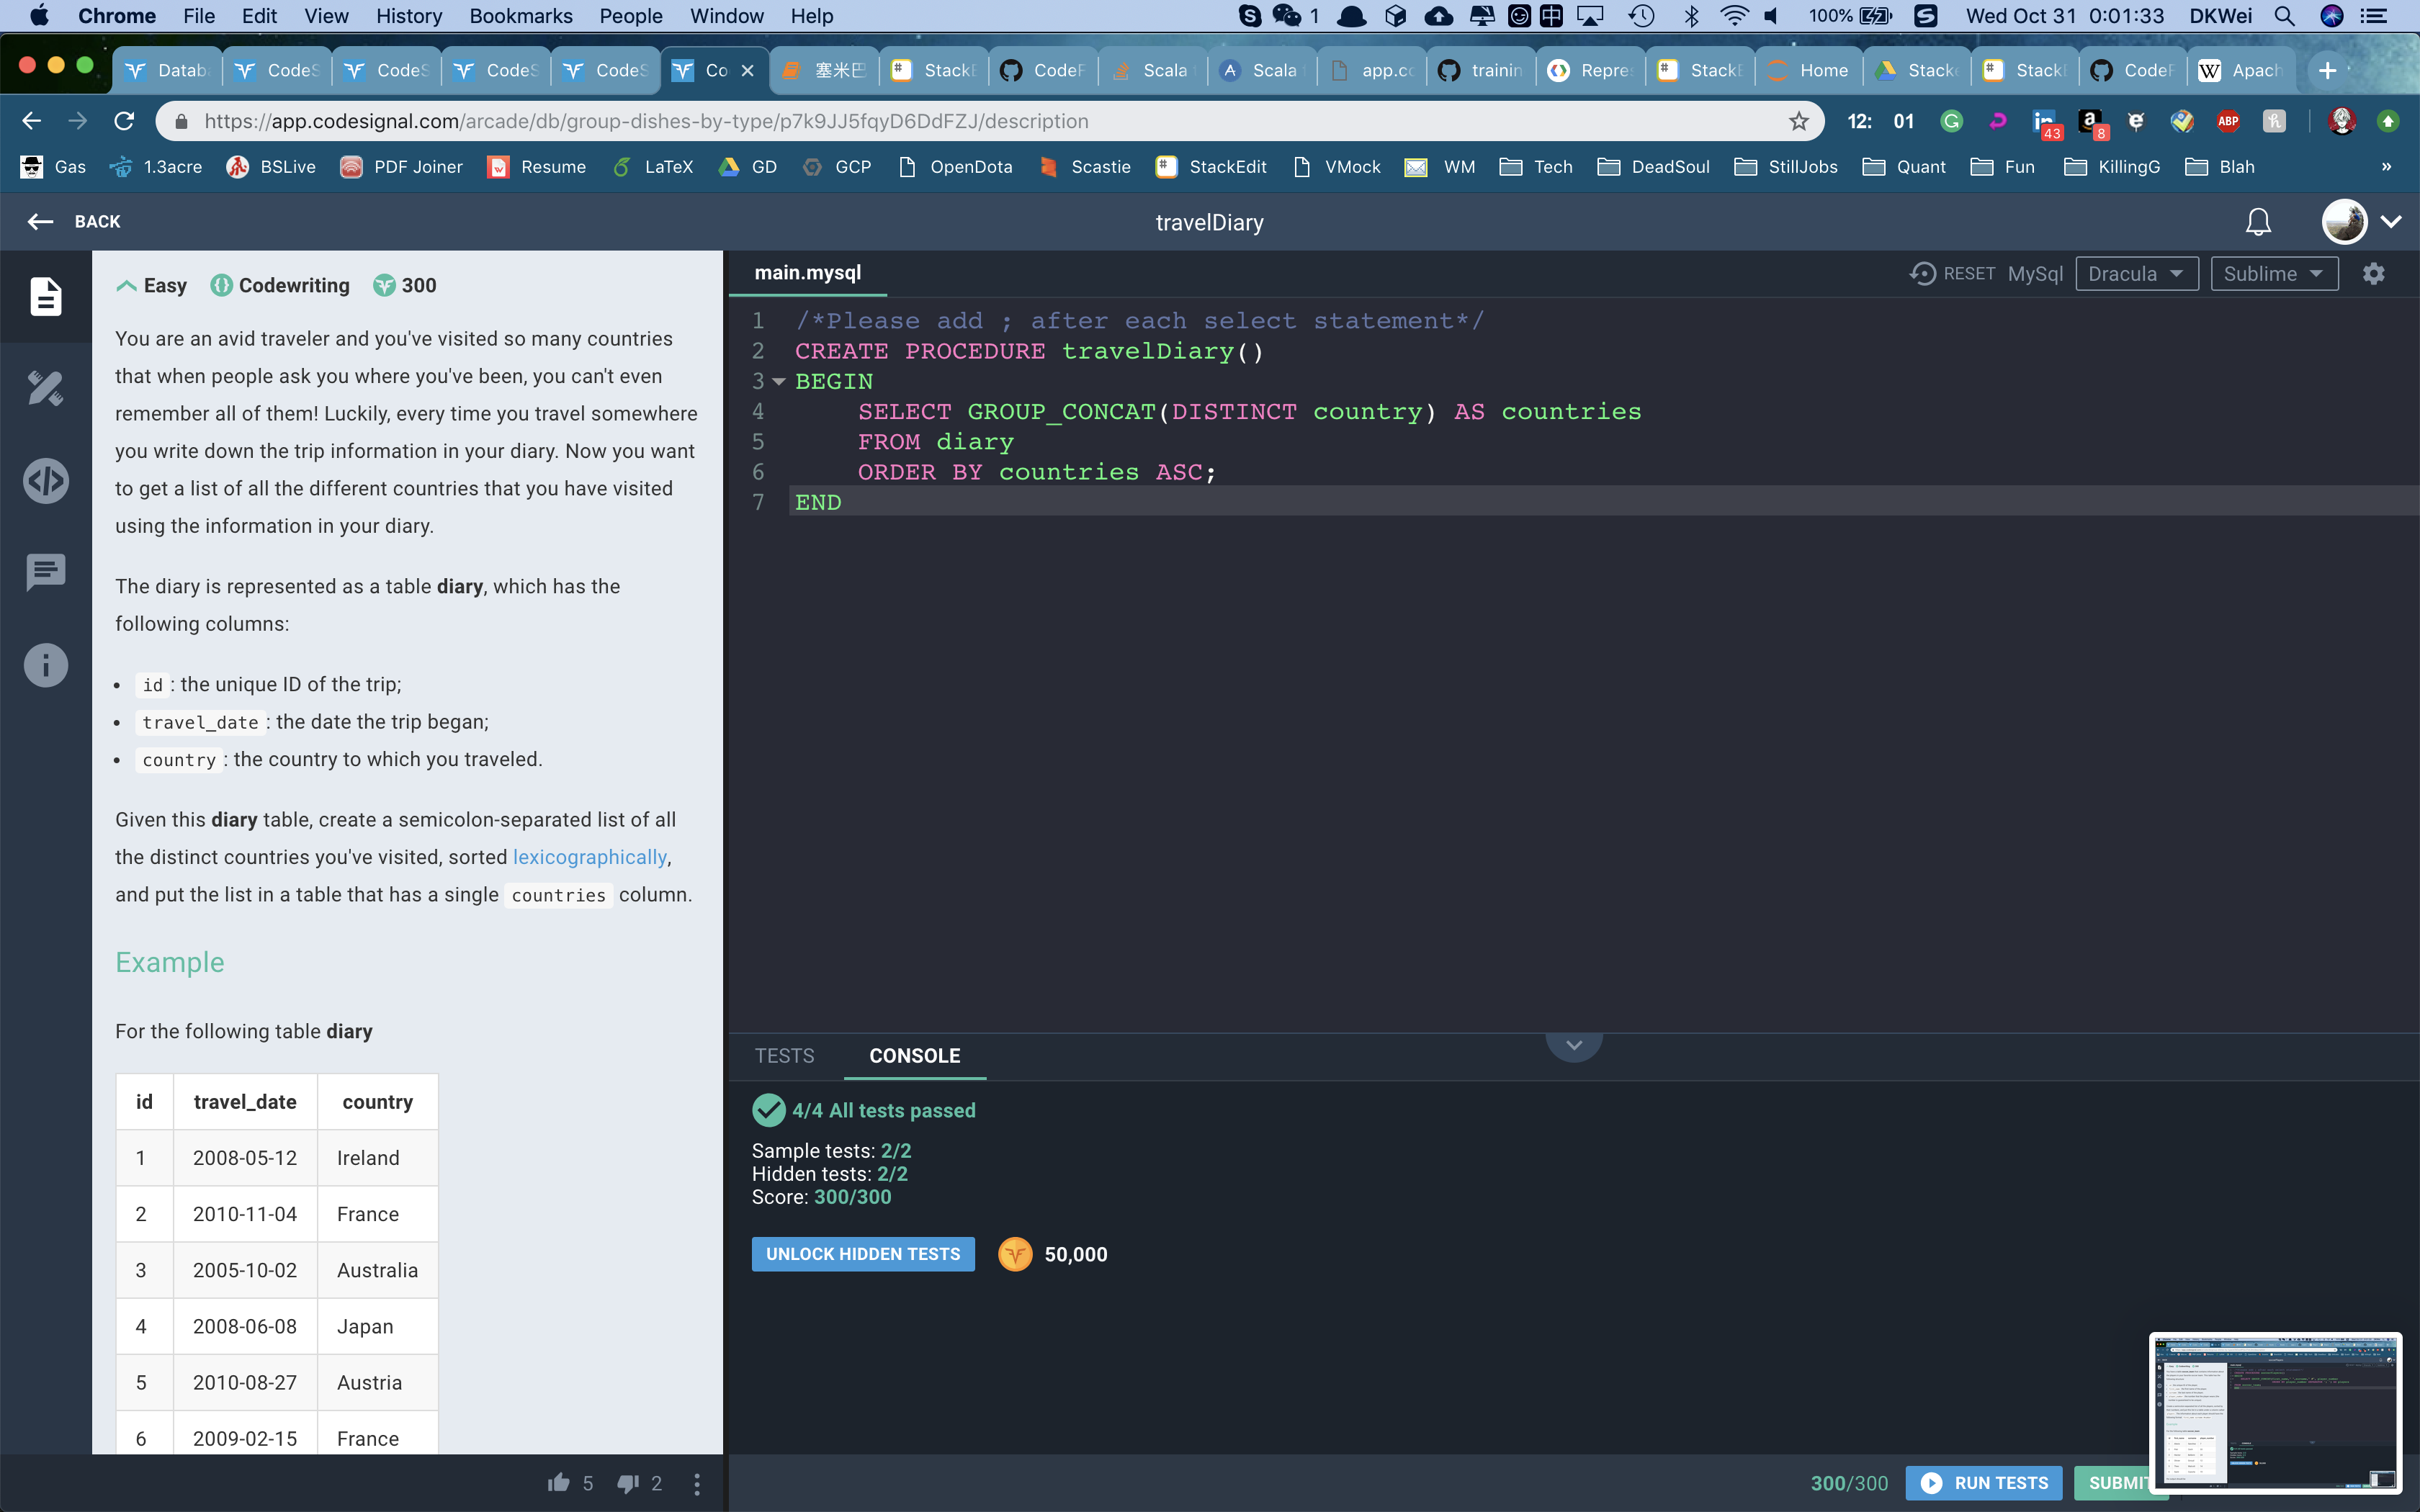 Chrome File Edit View History Bookmarks People Window Help 1 100% Wed Oct 31 0:01:33 DKWei
Datab CodeS CodeS CodeS CodeS Co 塞米巴 StackE CodeF Scala Scala app.co trainin Repres StackE Home Stacke StackE CodeF Apach
https://app.codesignal.com/arcade/db/group-dishes-by-type/p7k9JJ5fqyD6DdFZJ/description 12: 01 43 8 ABP
Gas 1.3acre BSLive PDF Joiner Resume LaTeX GD GCP OpenDota Scastie StackEdit VMock WM Tech DeadSoul StillJobs Quant Fun KillingG Blah »
BACK travelDiary
Easy Codewriting 300
You are an avid traveler and you've visited so many countries
that when people ask you where you've been, you can't even
remember all of them! Luckily, every time you travel somewhere
you write down the trip information in your diary. Now you want
to get a list of all the different countries that you have visited
using the information in your diary.
The diary is represented as a table diary, which has the
following columns:
• id: the unique ID of the trip;
• travel_date: the date the trip began;
• country: the country to which you traveled.
Given this diary table, create a semicolon-separated list of all
the distinct countries you've visited, sorted lexicographically,
and put the list in a table that has a single countries column.
Example
For the following table diary
id travel_date country
1 2008-05-12 Ireland
2 2010-11-04 France
3 2005-10-02 Australia
4 2008-06-08 Japan
5 2010-08-27 Austria
6 2009-02-15 France
5 2
main.mysql RESET MySql Dracula Sublime
1 /*Please add ; after each select statement*/
2 CREATE PROCEDURE travelDiary()
3 BEGIN
4 SELECT GROUP_CONCAT(DISTINCT country) AS countries
5 FROM diary
6 ORDER BY countries ASC;
7 END
TESTS CONSOLE
4/4 All tests passed
Sample tests: 2/2
Hidden tests: 2/2
Score: 300/300
UNLOCK HIDDEN TESTS 50,000
300/300 RUN TESTS SUBMIT